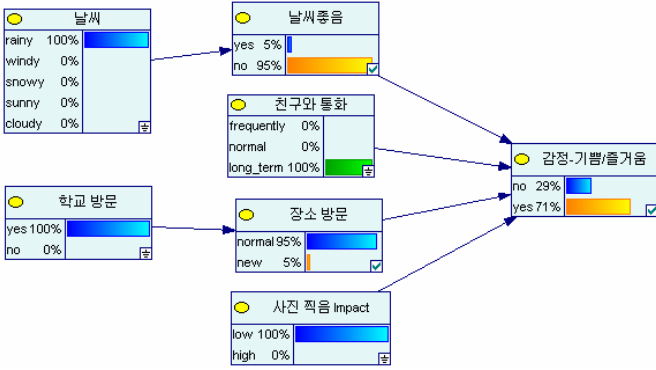 날씨
rainy 100%
windy 0%
snowy 0%
sunny 0%
cloudy 0%
날씨좋음
yes 5%
no 95%
친구와 통화
frequently 0%
normal 0%
long_term 100%
학교 방문
yes 100%
no 0%
장소 방문
normal 95%
new 5%
사진 찍음 Impact
low 100%
high 0%
감정-기쁨/즐거움
no 29%
yes 71%